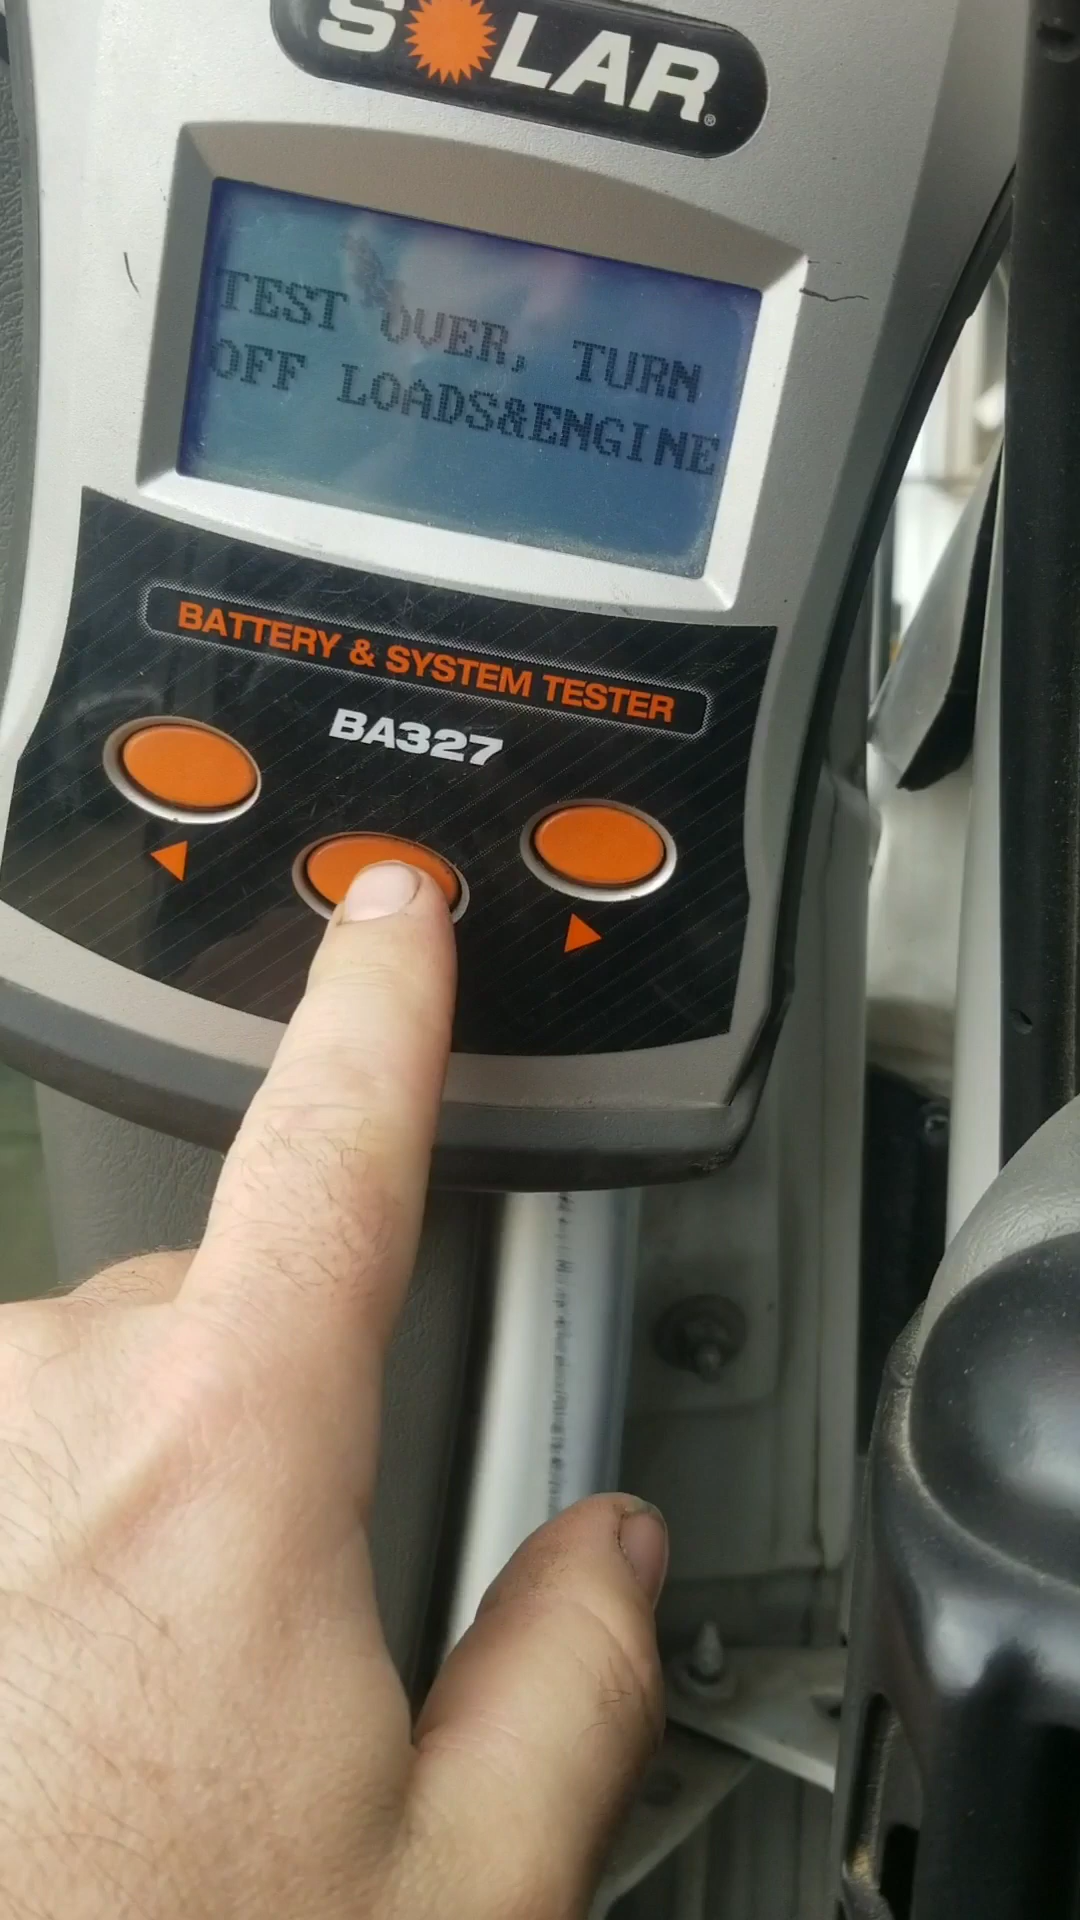 SOLAR®
TEST OVER, TURN
OFF LOADS&ENGINE
BATTERY & SYSTEM TESTER
BA327